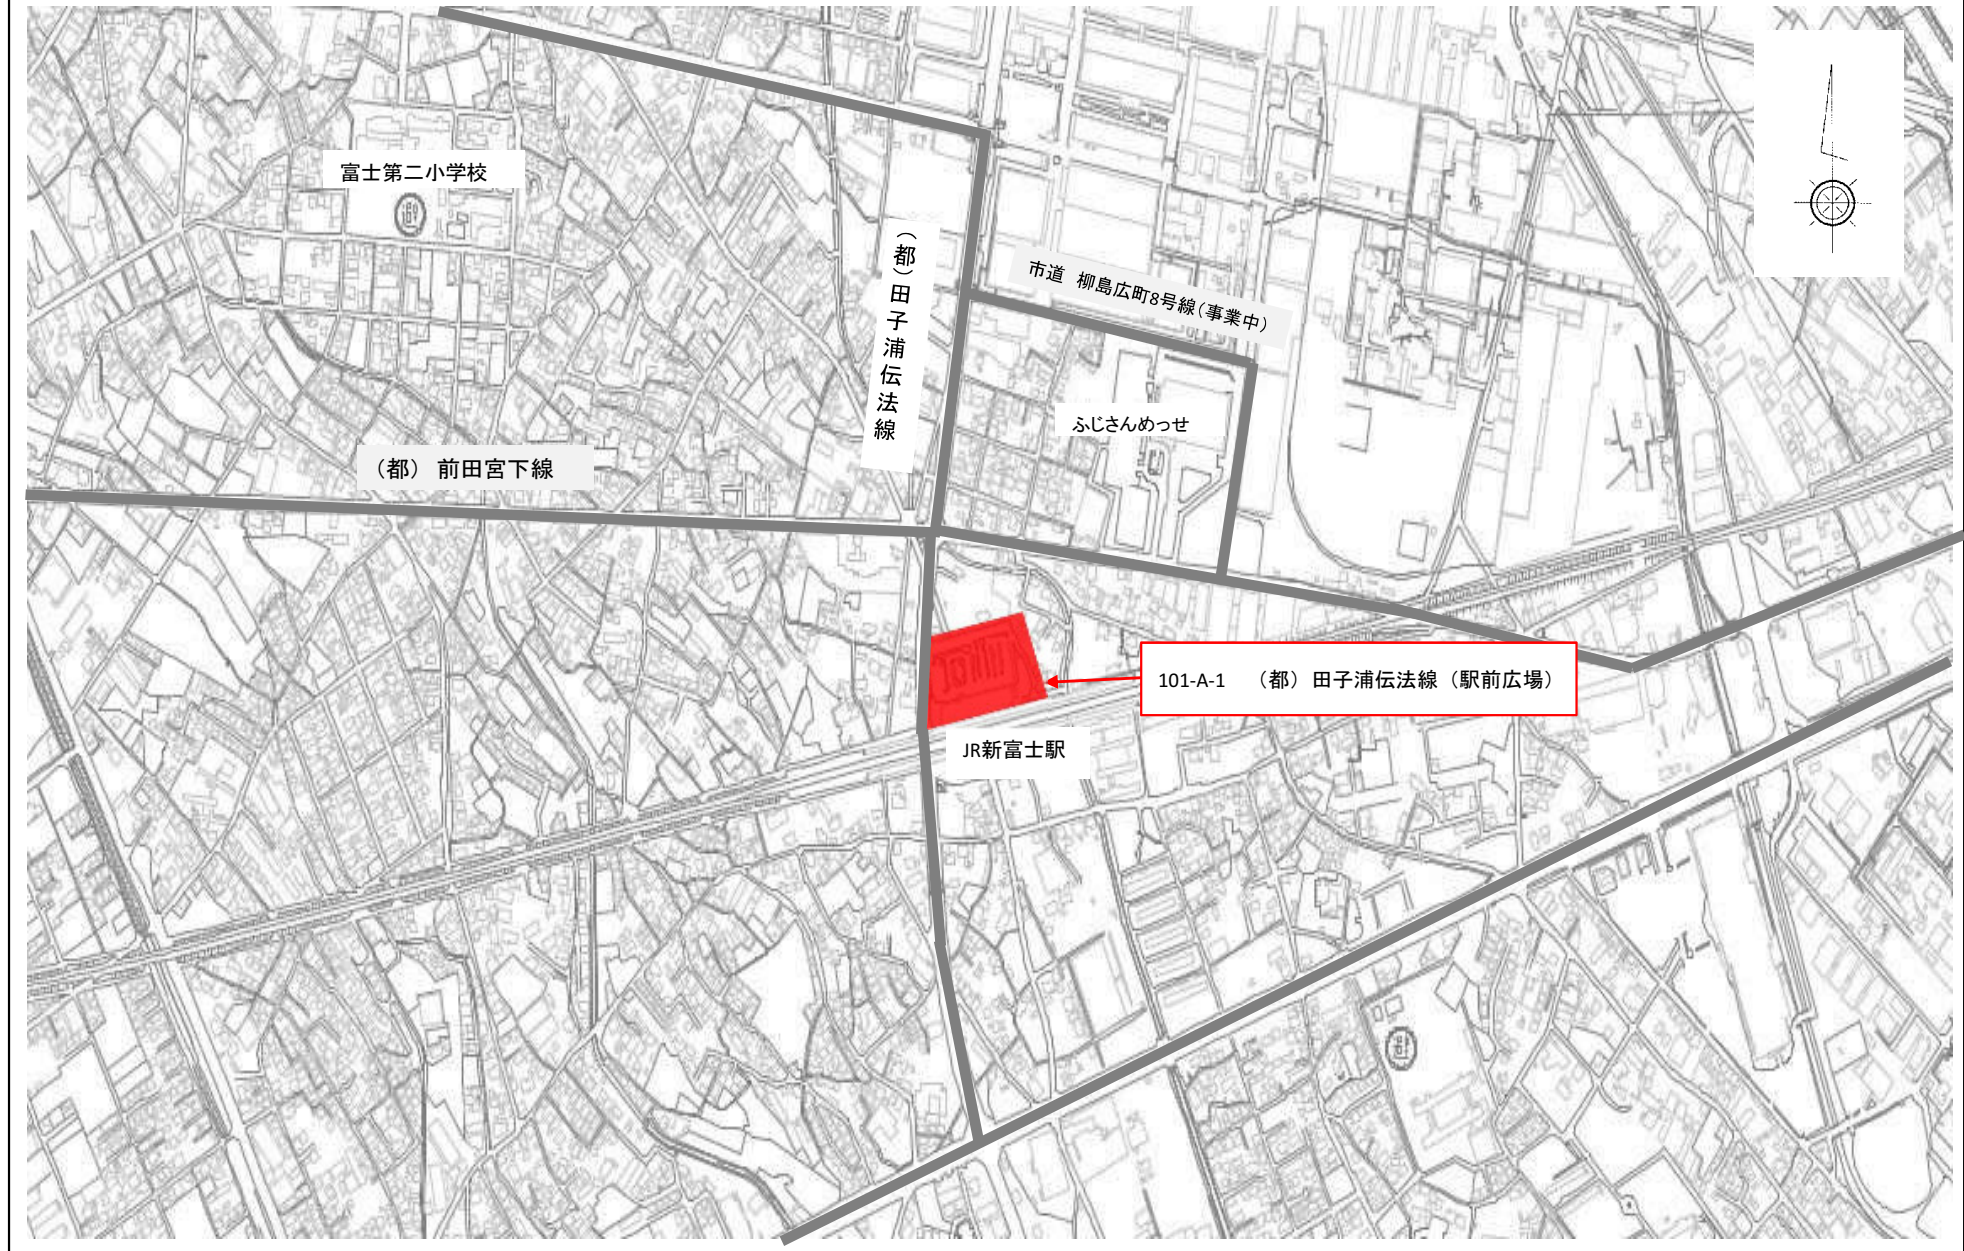 富士第二小学校
（都）田子浦伝法線
市道 柳島広町8号線（事業中）
ふじさんめっせ
（都） 前田宮下線
101-A-1 （都）田子浦伝法線（駅前広場）
JR新富士駅